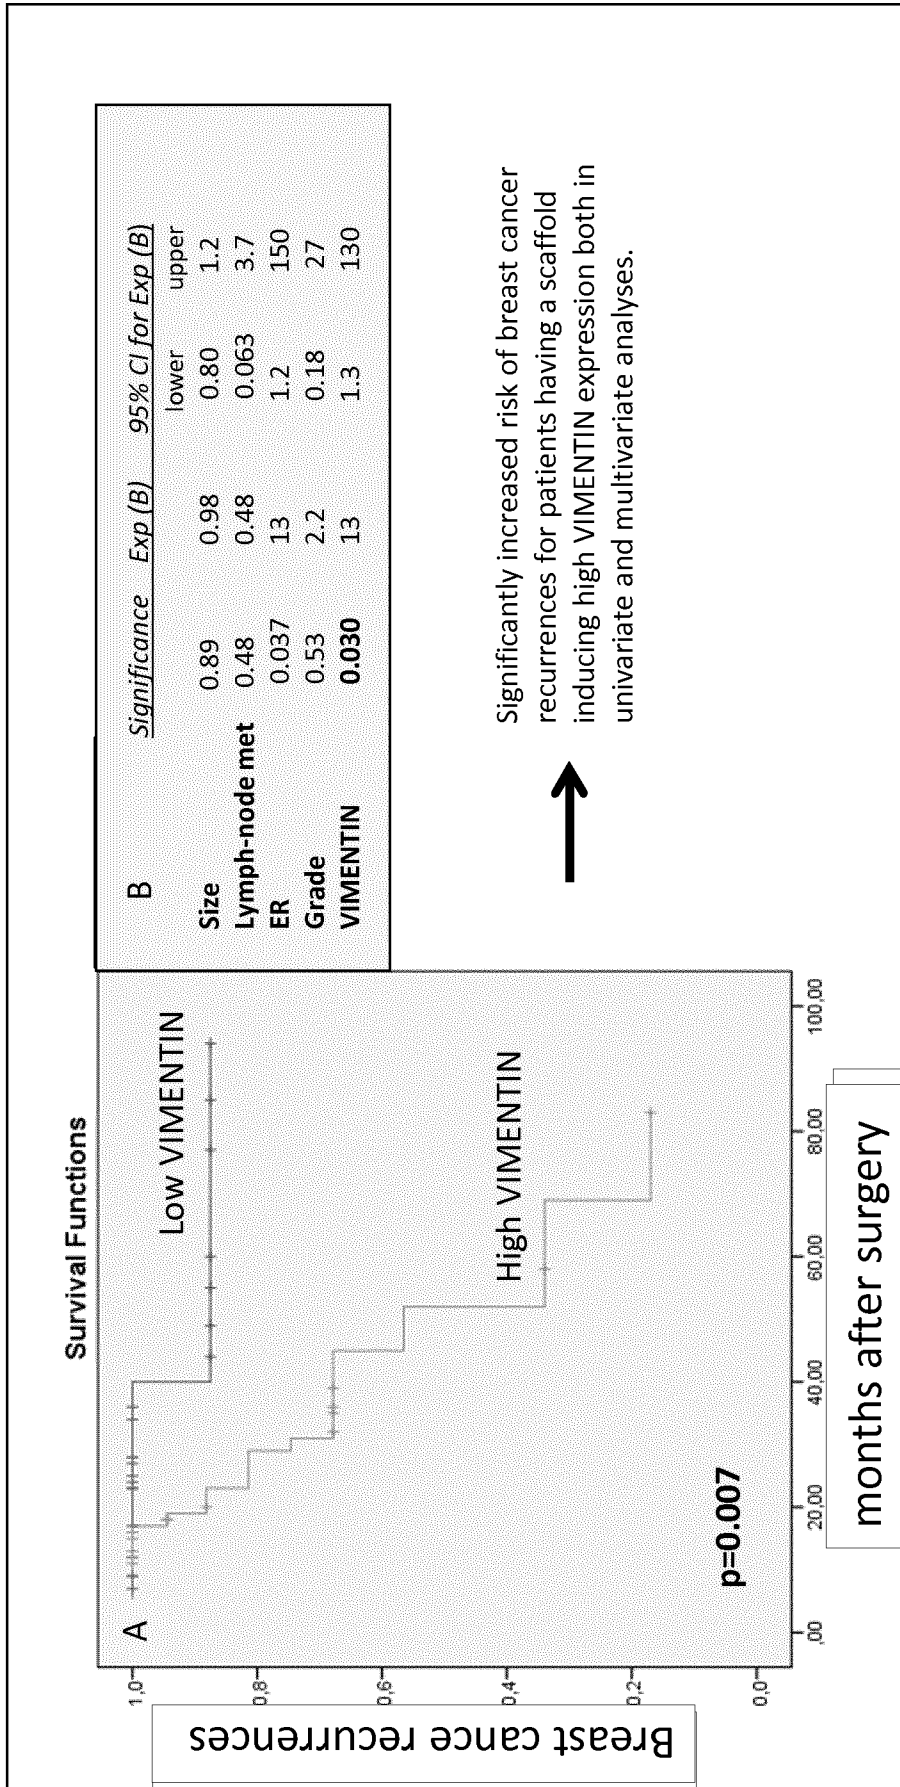 Survival Functions
A
Low VIMENTIN
High VIMENTIN
p=0.007
1,0
0,8
0,6
0,4
0,2
0,0
Breast cance recurrences
,00 20,00 40,00 60,00 80,00 100,00
months after surgery
B Significance Exp (B) 95% CI for Exp (B)
lower upper
Size 0.89 0.98 0.80 1.2
Lymph-node met 0.48 0.48 0.063 3.7
ER 0.037 13 1.2 150
Grade 0.53 2.2 0.18 27
VIMENTIN 0.030 13 1.3 130
Significantly increased risk of breast cancer
recurrences for patients having a scaffold
inducing high VIMENTIN expression both in
univariate and multivariate analyses.